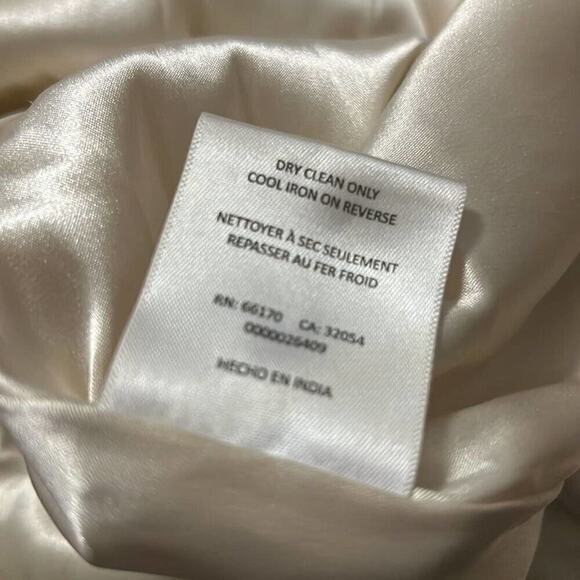 DRY CLEAN ONLY
COOL IRON ON REVERSE
NETTOYER À SEC SEULEMENT
REPASSER AU FER FROID
RN: 66170 CA: 32054
0000026409
HECHO EN INDIA